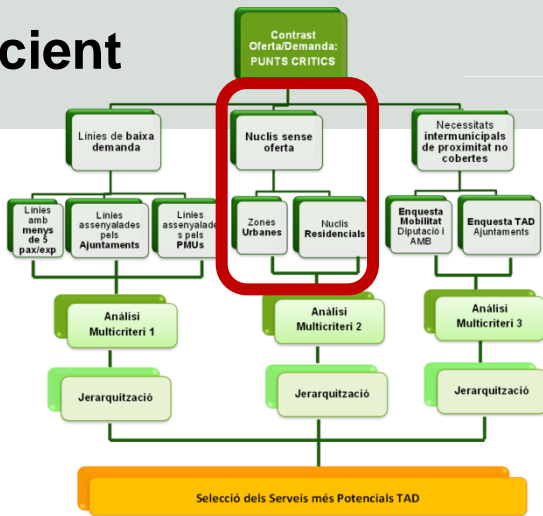 cient
Contrast
Oferta/Demanda:
PUNTS CRITICS
Línies de baixa
demanda
Nuclis sense
oferta
Necessitats
intermunicipals
de proximitat no
cobertes
Línies
amb
menys
de 5
pax/exp
Línies
assenyalades
pels
Ajuntaments
Línies
assenyalade
s pels
PMUs
Zones
Urbanes
Nuclis
Residencials
Enquesta
Mobilitat
Diputació i
AMB
Enquesta TAD
Ajuntaments
Anàlisi
Multicriteri 1
Anàlisi
Multicriteri 2
Anàlisi
Multicriteri 3
Jerarquització
Jerarquització
Jerarquització
Selecció dels Serveis més Potencials TAD